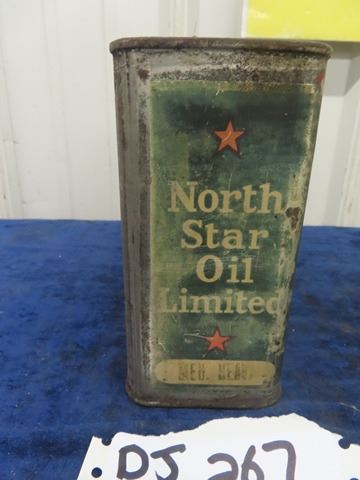 North
Star
Oil
Limited
MED. HEAVY
DJ 267